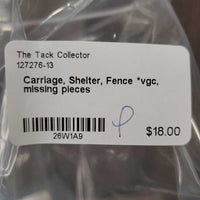 The Tack Collector
127276-13
Carriage, Shelter, Fence *vgc,
missing pieces
26W1A9
$18.00